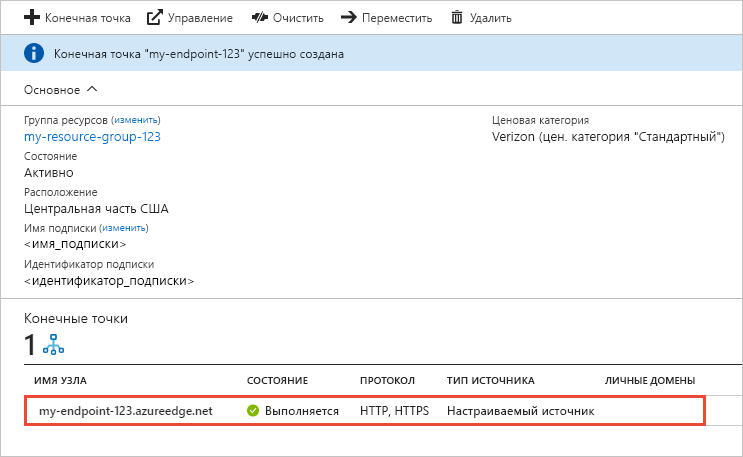 Конечная точка Управление Очистить Переместить Удалить
Конечная точка "my-endpoint-123" успешно создана
Основное
Группа ресурсов (изменить) Ценовая категория
my-resource-group-123 Verizon (цен. категория "Стандартный")
Состояние
Активно
Расположение
Центральная часть США
Имя подписки (изменить)
<имя_подписки>
Идентификатор подписки
<идентификатор_подписки>
Конечные точки
1
ИМЯ УЗЛА СОСТОЯНИЕ ПРОТОКОЛ ТИП ИСТОЧНИКА ЛИЧНЫЕ ДОМЕНЫ
my-endpoint-123.azureedge.net Выполняется HTTP, HTTPS Настраиваемый источник